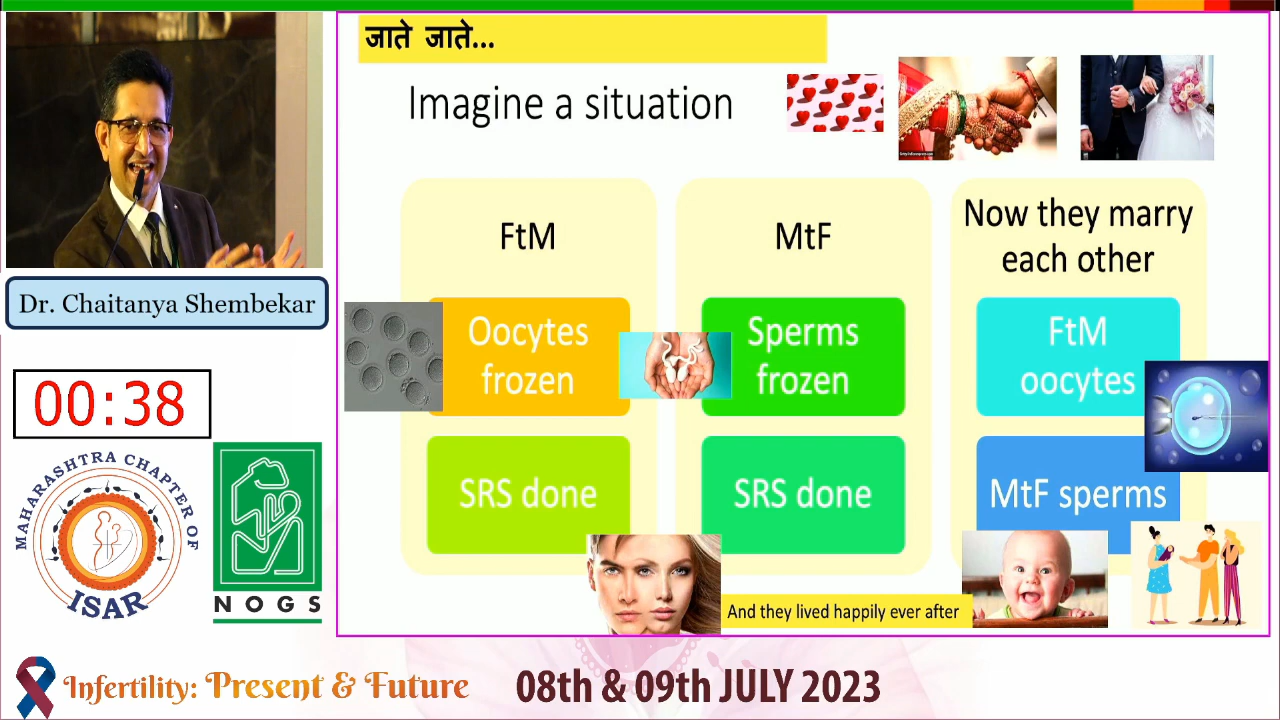 जाते जाते...
Imagine a situation
FtM
Oocytes
frozen
SRS done
MtF
Sperms
frozen
SRS done
Now they marry
each other
FtM
oocytes
MtF sperms
And they lived happily ever after
Dr. Chaitanya Shembekar
00:38
MAHARASHTRA CHAPTER OF
ISAR
NOGS
Infertility: Present & Future
08th & 09th JULY 2023